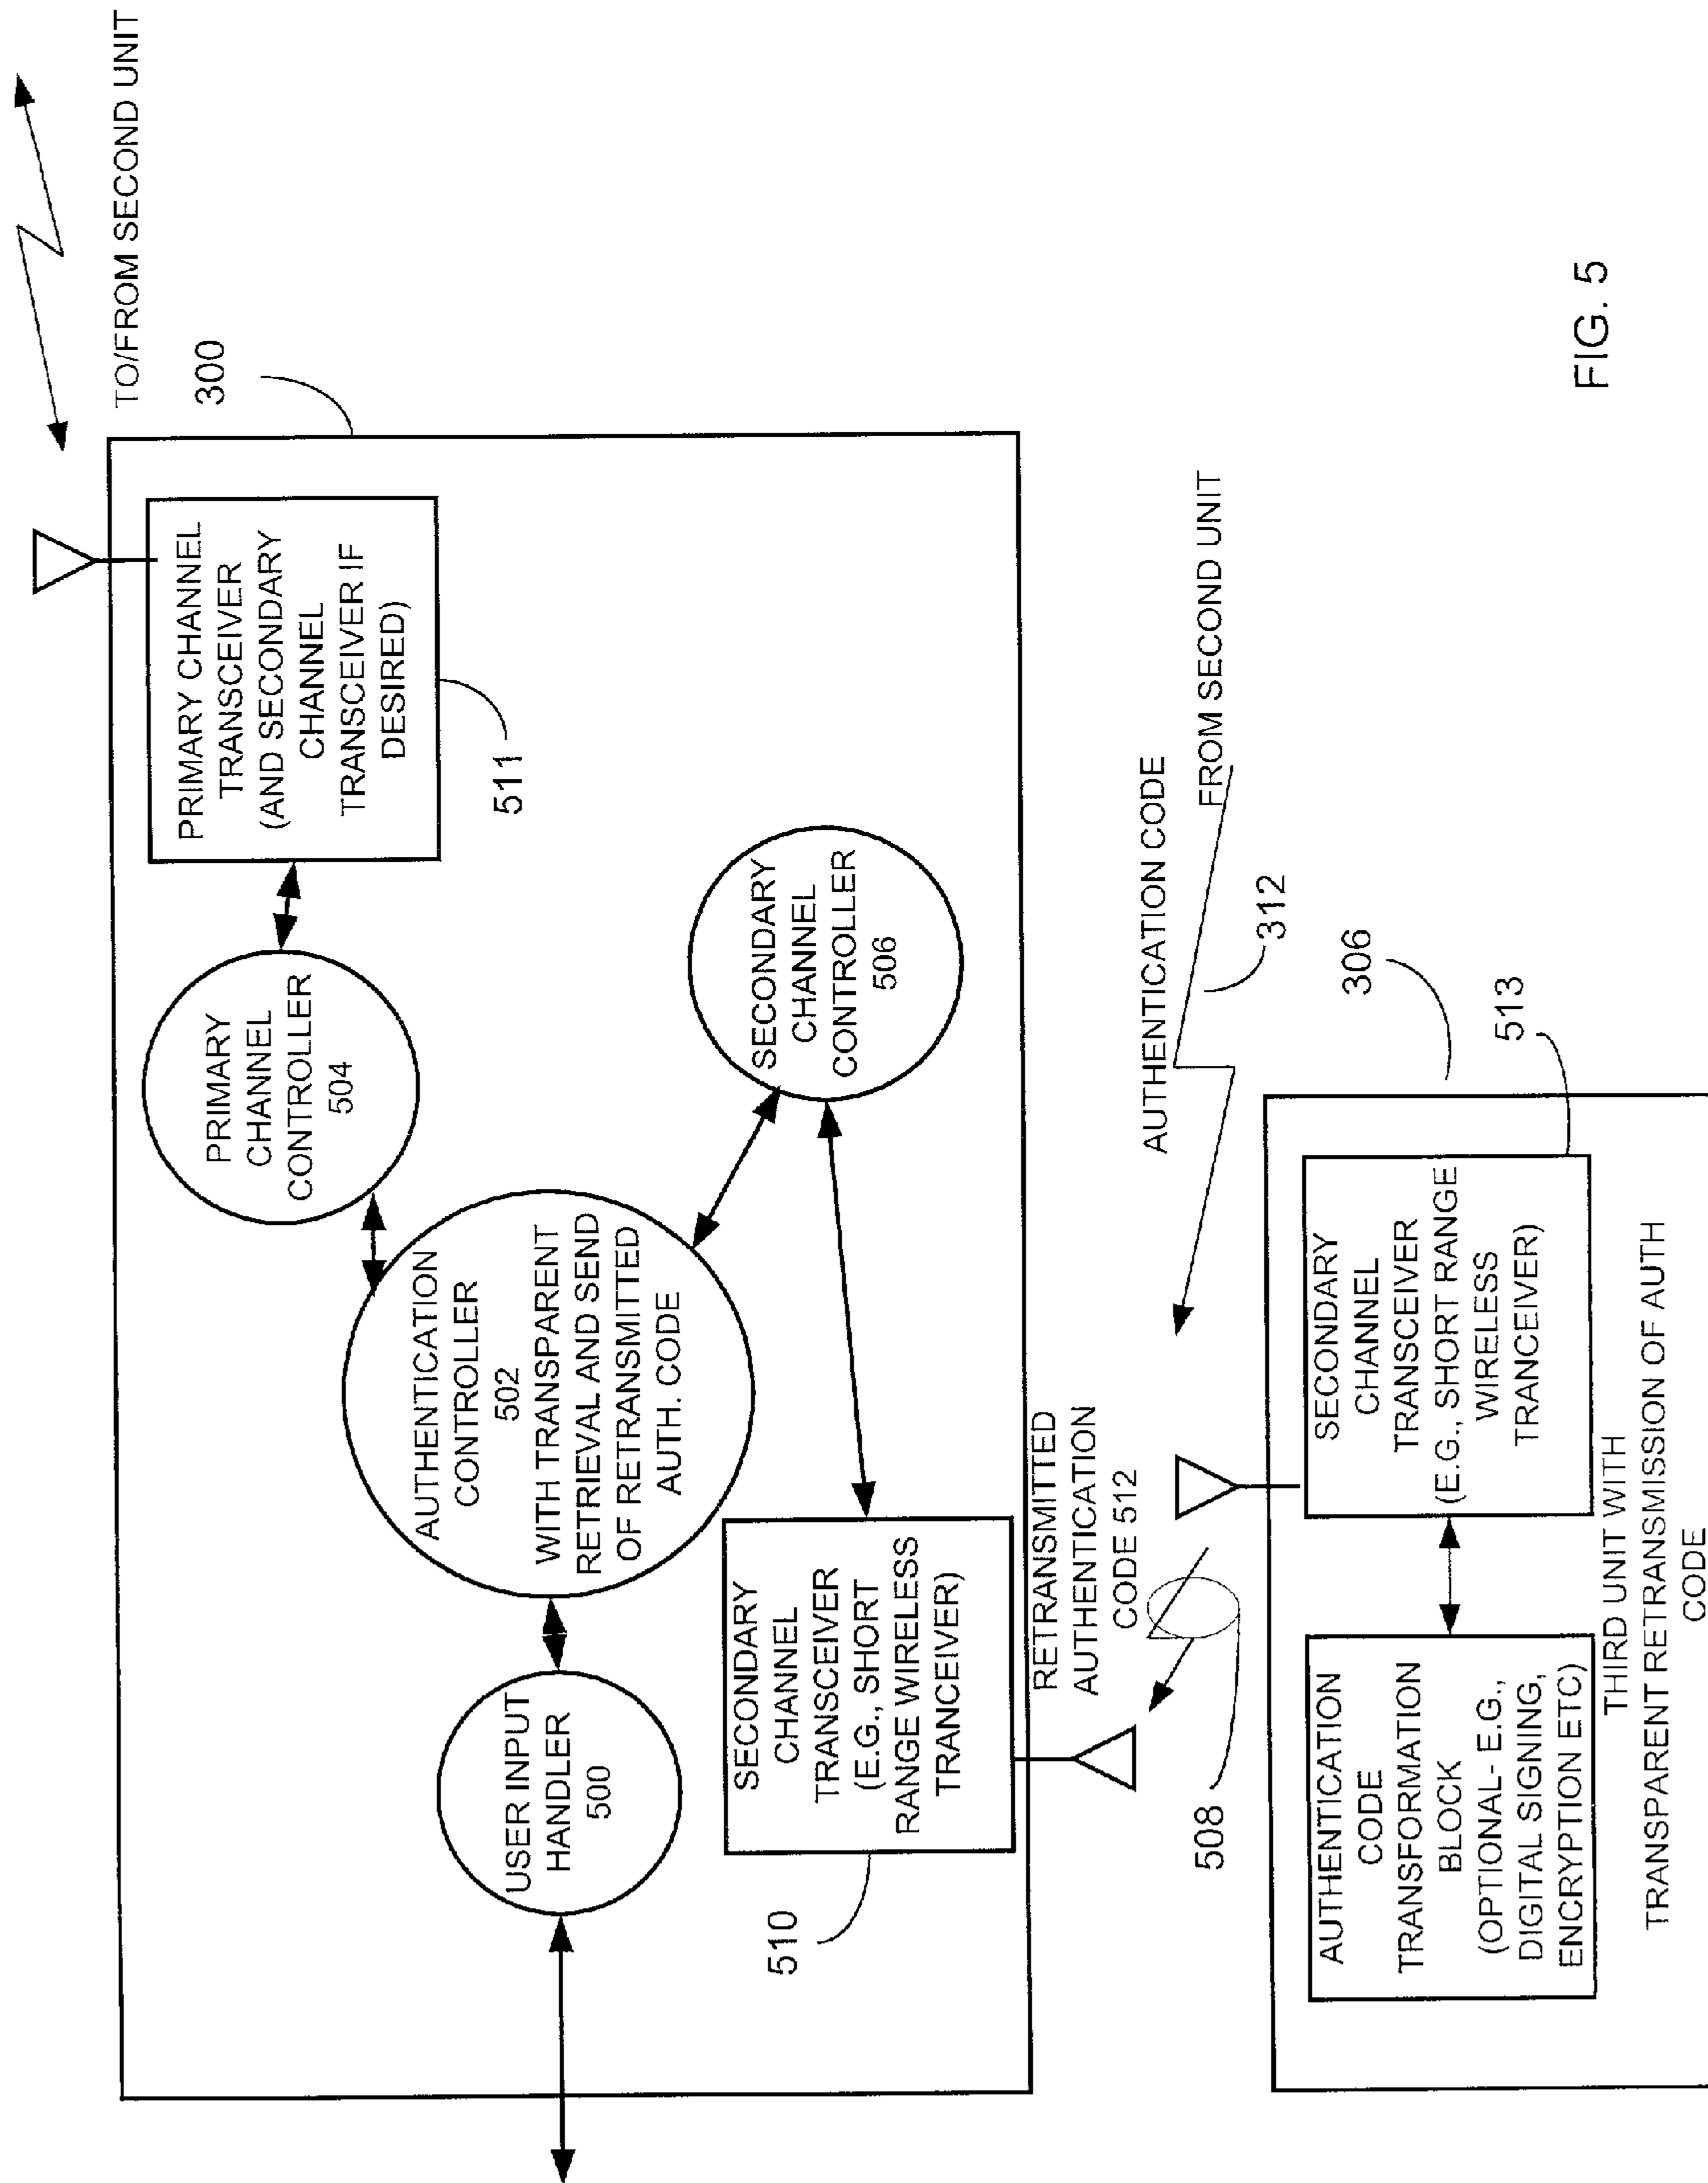 TO/FROM SECOND UNIT
300
PRIMARY CHANNEL
TRANSCEIVER
(AND SECONDARY
CHANNEL
TRANSCEIVER IF
DESIRED)
511
PRIMARY
CHANNEL
CONTROLLER
504
AUTHENTICATION
CONTROLLER
502
WITH TRANSPARENT
RETRIEVAL AND SEND
OF RETRANSMITTED
AUTH. CODE
SECONDARY
CHANNEL
CONTROLLER
506
USER INPUT
HANDLER
500
SECONDARY
CHANNEL
TRANSCEIVER
(E.G., SHORT
RANGE WIRELESS
TRANCEIVER)
510
RETRANSMITTED
AUTHENTICATION
CODE 512
508
AUTHENTICATION CODE
FROM SECOND UNIT
312
306
513
SECONDARY
CHANNEL
TRANSCEIVER
(E.G., SHORT RANGE
WIRELESS
TRANCEIVER)
AUTHENTICATION
CODE
TRANSFORMATION
BLOCK
(OPTIONAL- E.G.,
DIGITAL SIGNING,
ENCRYPTION ETC)
THIRD UNIT WITH
TRANSPARENT RETRANSMISSION OF AUTH
CODE
FIG. 5